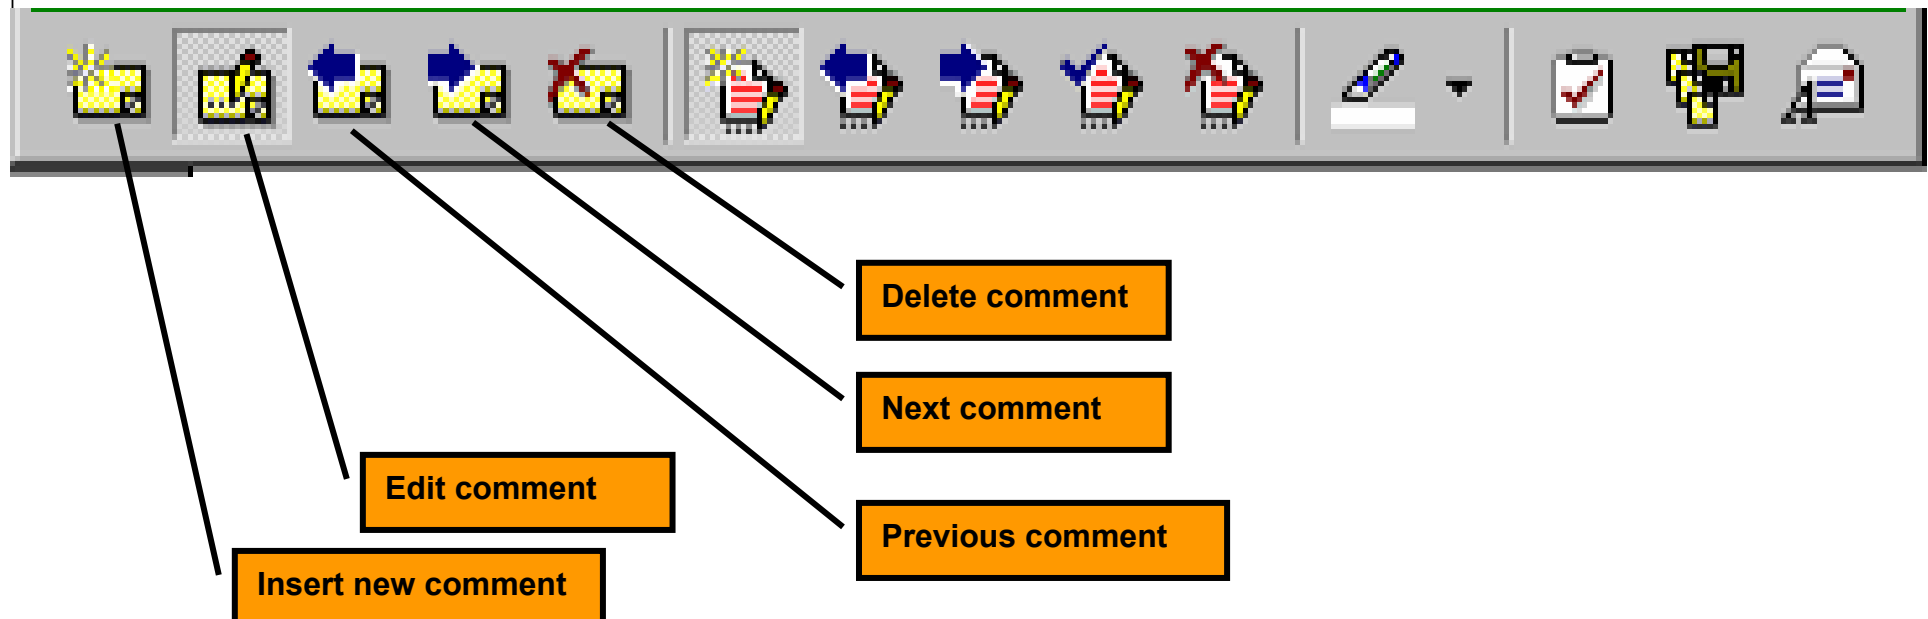 Delete comment
Next comment
Edit comment
Previous comment
Insert new comment